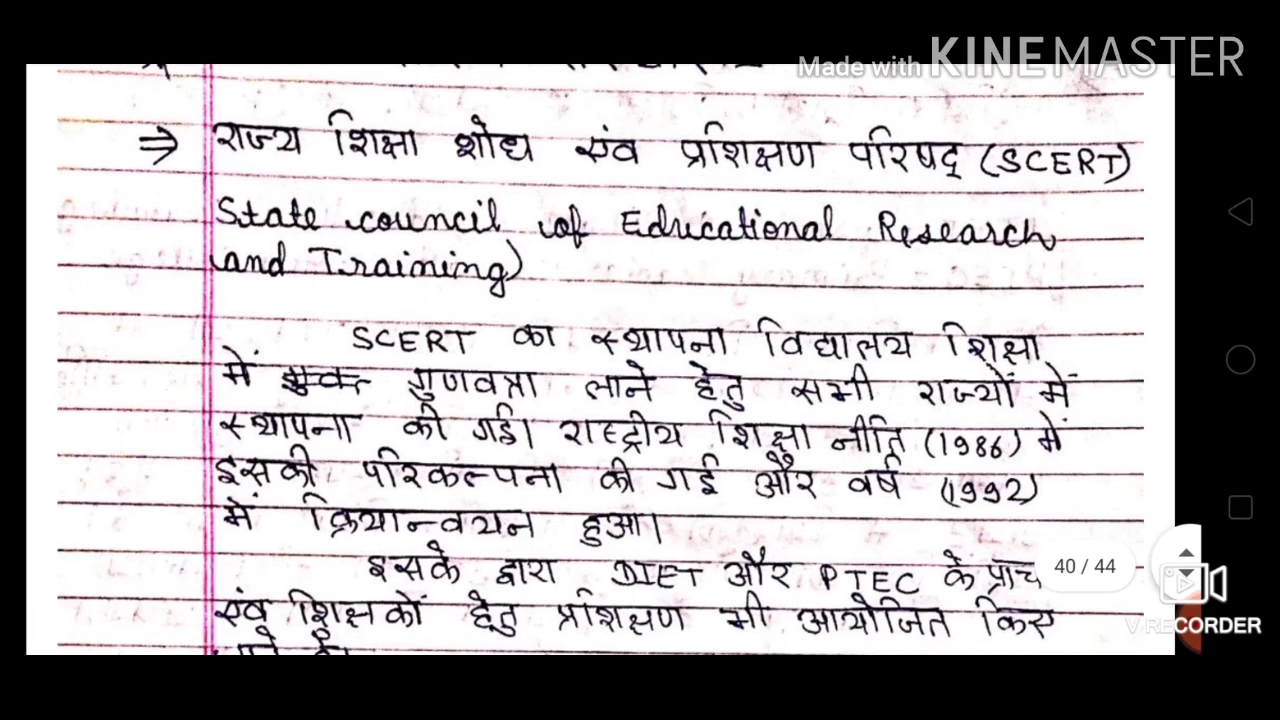 Made with KINEMASTER
⇒ राज्य शिक्षा शोध एंव प्रशिक्षण परिषद् (SCERT)
State council of Educational Research
and Training)
SCERT का स्थापना विद्यालय शिक्षा
में गुणवत्रा लाने हेतु सभी राज्यों में
स्थापना की गई। राष्ट्रीय शिक्षा नीति (1986) में
इसकी परिकल्पना की गई और वर्ष (1992)
में क्रियान्वयन हुआ।
इसके द्वारा DIET और PTEC के प्राच
40 / 44
एंव शिक्षकों हेतु प्रशिक्षण भी आयोजित किए
V RECORDER